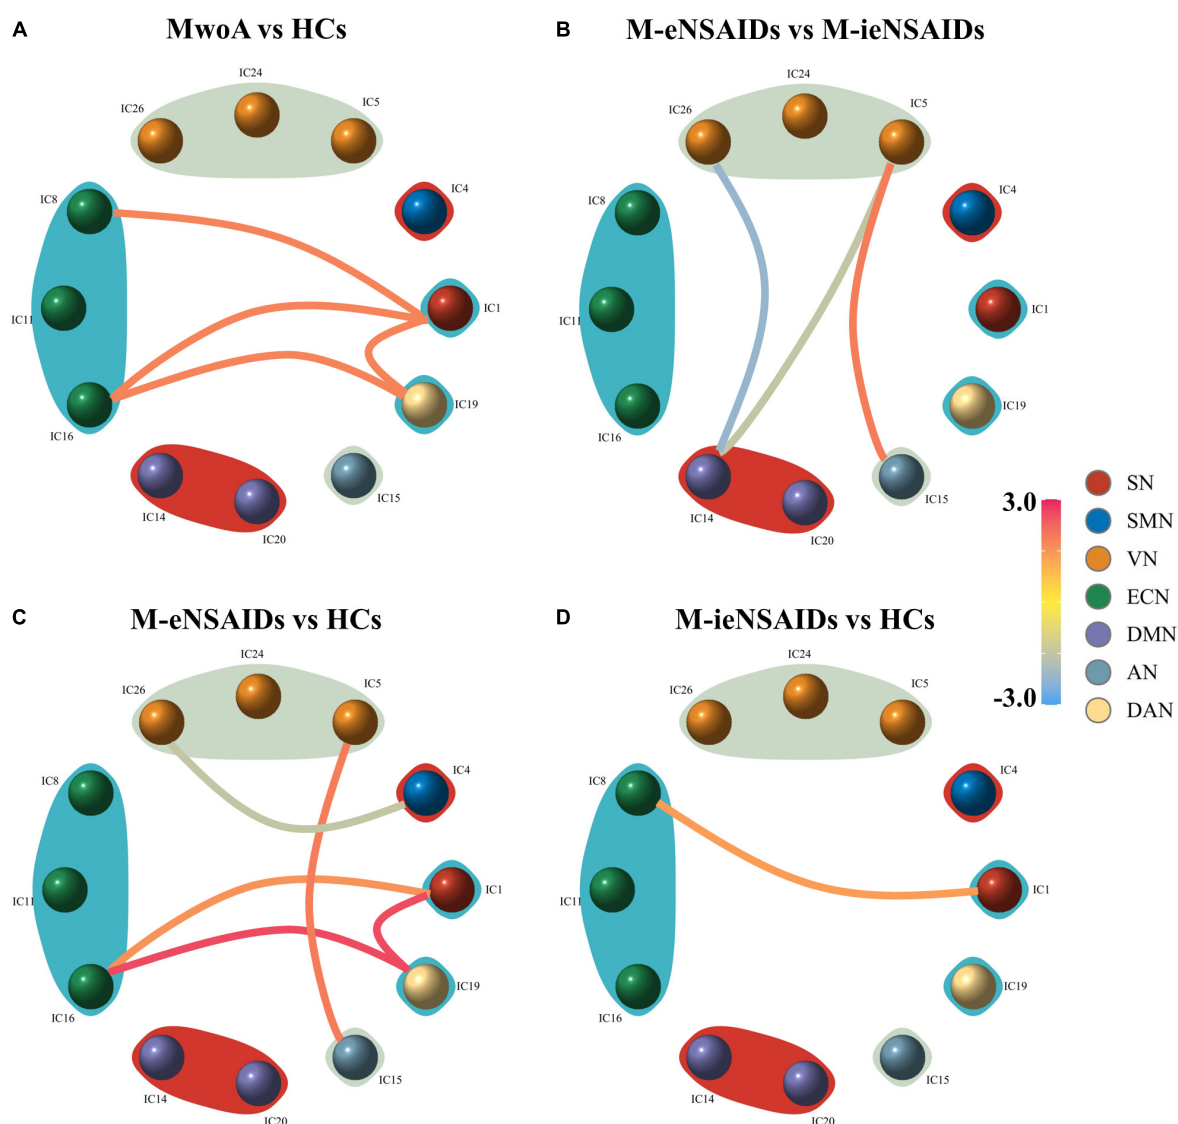 A
MwoA vs HCs
IC24
IC26
IC5
IC8
IC4
IC11
IC1
IC16
IC19
IC14
IC20
IC15
B
M-eNSAIDs vs M-ieNSAIDs
IC24
IC26
IC5
IC8
IC4
IC11
IC1
IC16
IC19
IC14
IC20
IC15
3.0
-3.0
SN
SMN
VN
ECN
DMN
AN
DAN
C
M-eNSAIDs vs HCs
IC24
IC26
IC5
IC8
IC4
IC11
IC1
IC16
IC19
IC14
IC20
IC15
D
M-ieNSAIDs vs HCs
IC24
IC26
IC5
IC8
IC4
IC11
IC1
IC16
IC19
IC14
IC20
IC15